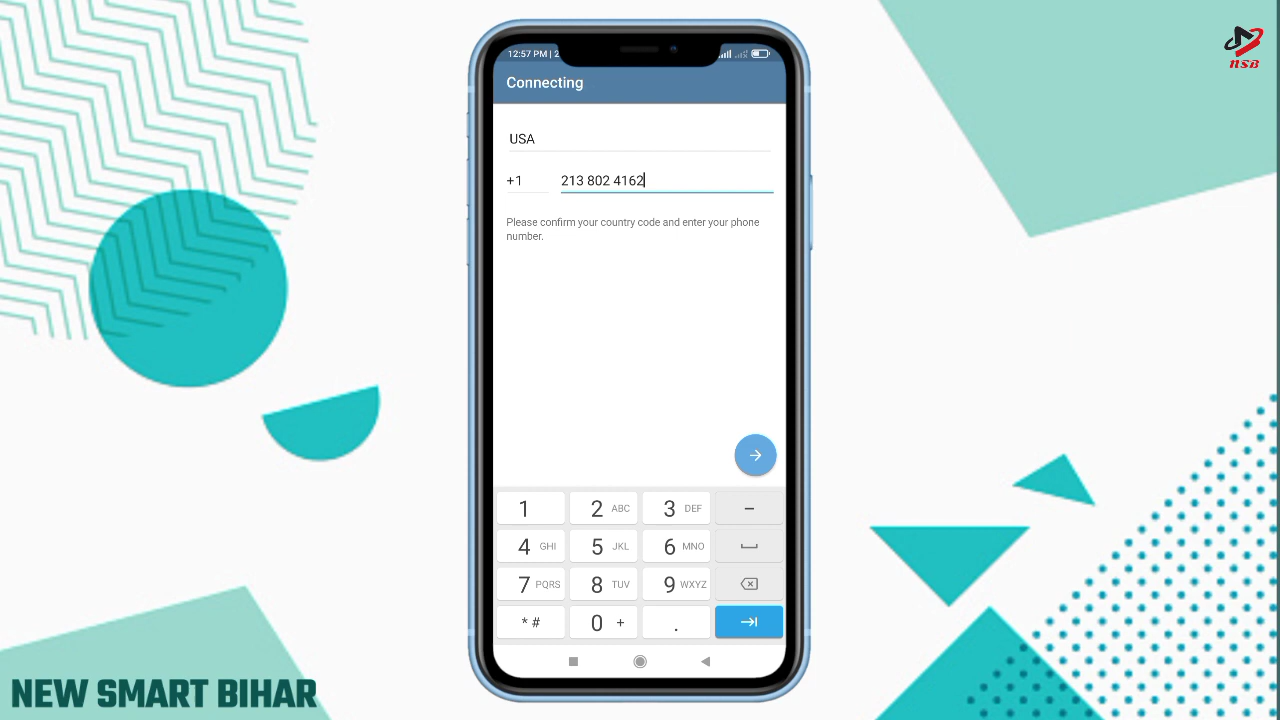 NSB
12:57 PM | 2
Connecting
USA
+1 213 802 4162
Please confirm your country code and enter your phone
number.
1 2 ABC 3 DEF –
4 GHI 5 JKL 6 MNO
7 PQRS 8 TUV 9 WXYZ
* # 0 + .
NEW SMART BIHAR